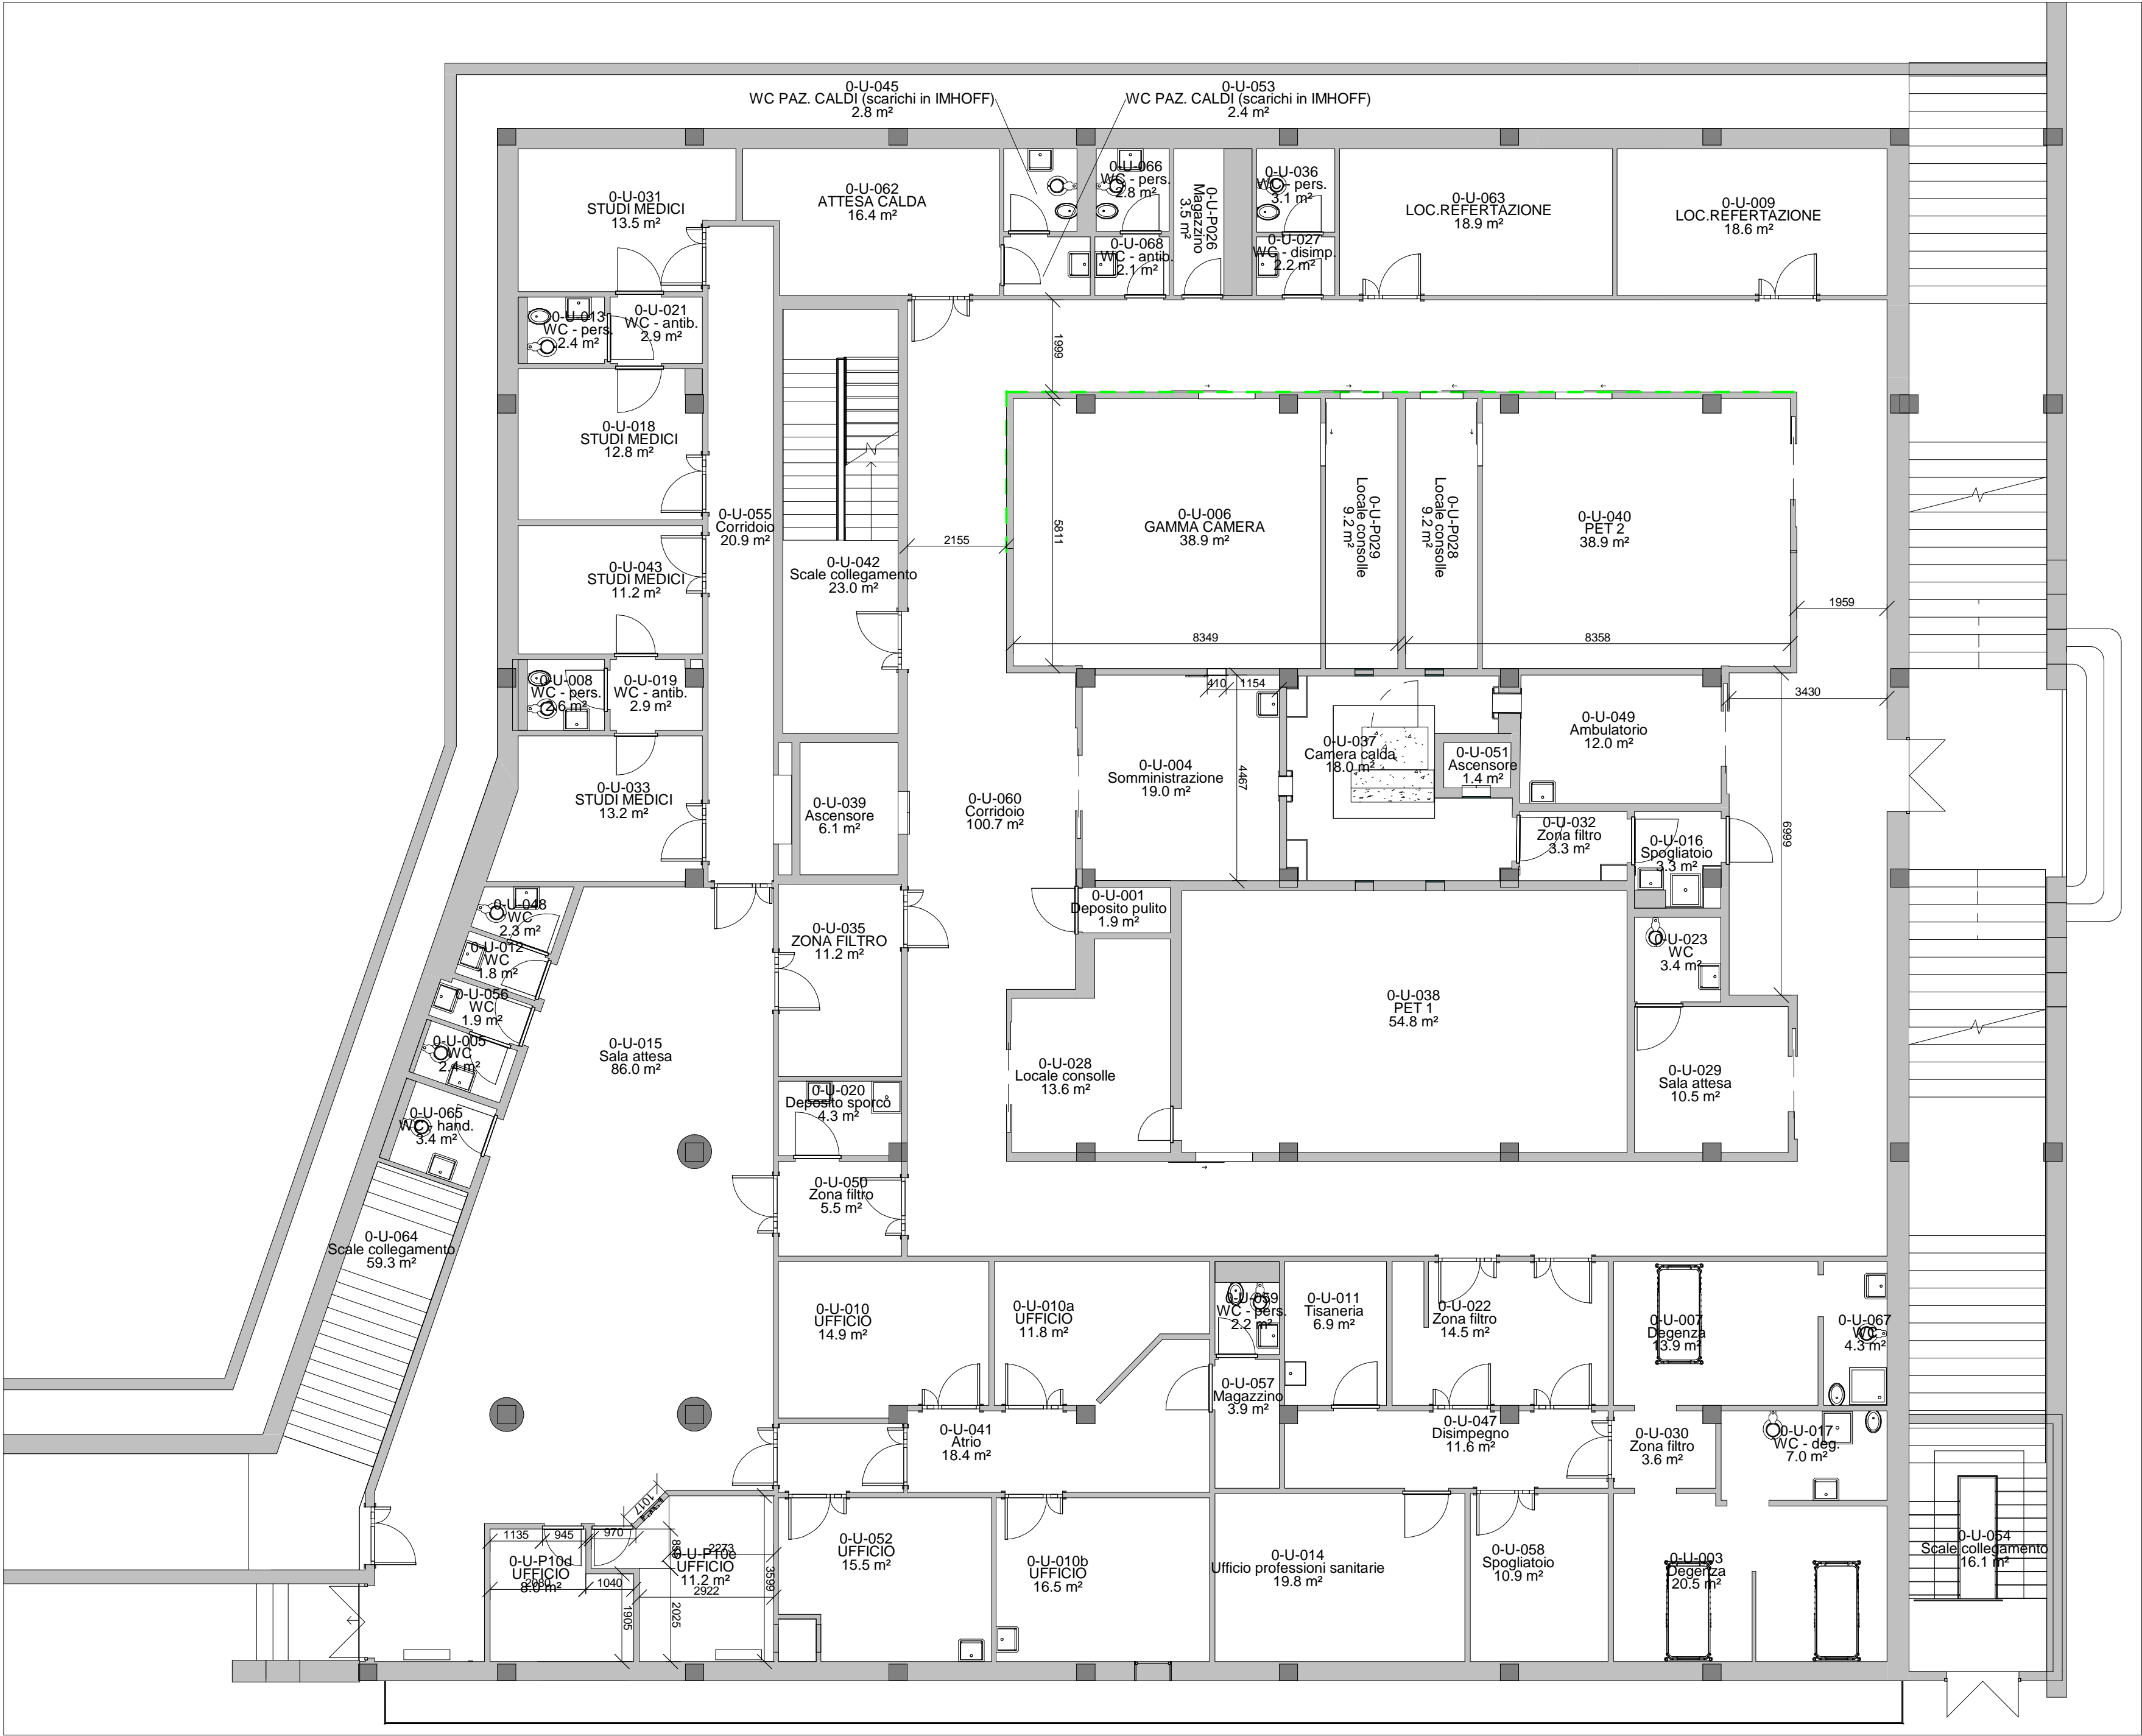 0-U-045
WC PAZ. CALDI (scarichi in IMHOFF)
2.8 m²
0-U-053
WC PAZ. CALDI (scarichi in IMHOFF)
2.4 m²
0-U-031
STUDI MEDICI
13.5 m²
0-U-062
ATTESA CALDA
16.4 m²
0-U-066
WC - pers.
2.8 m²
0-U-068
WC - antib.
2.1 m²
0-U-P026
Magazzino
3.5 m²
0-U-036
WC - pers.
3.1 m²
0-U-027
WC - disimp.
2.2 m²
0-U-063
LOC.REFERTAZIONE
18.9 m²
0-U-009
LOC.REFERTAZIONE
18.6 m²
0-U-013
WC - pers.
2.4 m²
0-U-021
WC - antib.
2.9 m²
1999
0-U-018
STUDI MEDICI
12.8 m²
0-U-055
Corridoio
20.9 m²
0-U-042
Scale collegamento
23.0 m²
2155
5811
0-U-006
GAMMA CAMERA
38.9 m²
0-U-P029
Locale consolle
9.2 m²
0-U-P028
Locale consolle
9.2 m²
0-U-040
PET 2
38.9 m²
0-U-043
STUDI MEDICI
11.2 m²
1959
8349
8358
0-U-008
WC - pers.
2.6 m²
0-U-019
WC - antib.
2.9 m²
410
1154
3430
0-U-049
Ambulatorio
12.0 m²
0-U-037
Camera calda
18.0 m²
0-U-051
Ascensore
1.4 m²
0-U-004
Somministrazione
19.0 m²
4467
0-U-033
STUDI MEDICI
13.2 m²
0-U-039
Ascensore
6.1 m²
0-U-060
Corridoio
100.7 m²
0-U-032
Zona filtro
3.3 m²
0-U-016
Spogliatoio
3.3 m²
6999
0-U-048
WC
2.3 m²
0-U-001
Deposito pulito
1.9 m²
0-U-035
ZONA FILTRO
11.2 m²
0-U-012
WC
1.8 m²
0-U-023
WC
3.4 m²
0-U-056
WC
1.9 m²
0-U-038
PET 1
54.8 m²
0-U-015
Sala attesa
86.0 m²
0-U-005
WC
2.4 m²
0-U-028
Locale consolle
13.6 m²
0-U-029
Sala attesa
10.5 m²
0-U-020
Deposito sporco
4.3 m²
0-U-065
WC - hand.
3.4 m²
0-U-050
Zona filtro
5.5 m²
0-U-064
Scale collegamento
59.3 m²
0-U-010
UFFICIO
14.9 m²
0-U-010a
UFFICIO
11.8 m²
0-U-059
WC - pers.
2.2 m²
0-U-011
Tisaneria
6.9 m²
0-U-022
Zona filtro
14.5 m²
0-U-007
Degenza
13.9 m²
0-U-067
WC
4.3 m²
0-U-057
Magazzino
3.9 m²
0-U-041
Atrio
18.4 m²
0-U-047
Disimpegno
11.6 m²
0-U-030
Zona filtro
3.6 m²
0-U-017
WC - deg.
7.0 m²
1017
1135
945
970
2273
0-U-P10d
UFFICIO
8.0 m²
UFFICIO
11.2 m²
1040
2922
3599
1905
2025
0-U-052
UFFICIO
15.5 m²
0-U-010b
UFFICIO
16.5 m²
0-U-014
Ufficio professioni sanitarie
19.8 m²
0-U-058
Spogliatoio
10.9 m²
0-U-003
Degenza
20.5 m²
0-U-054
Scale collegamento
16.1 m²